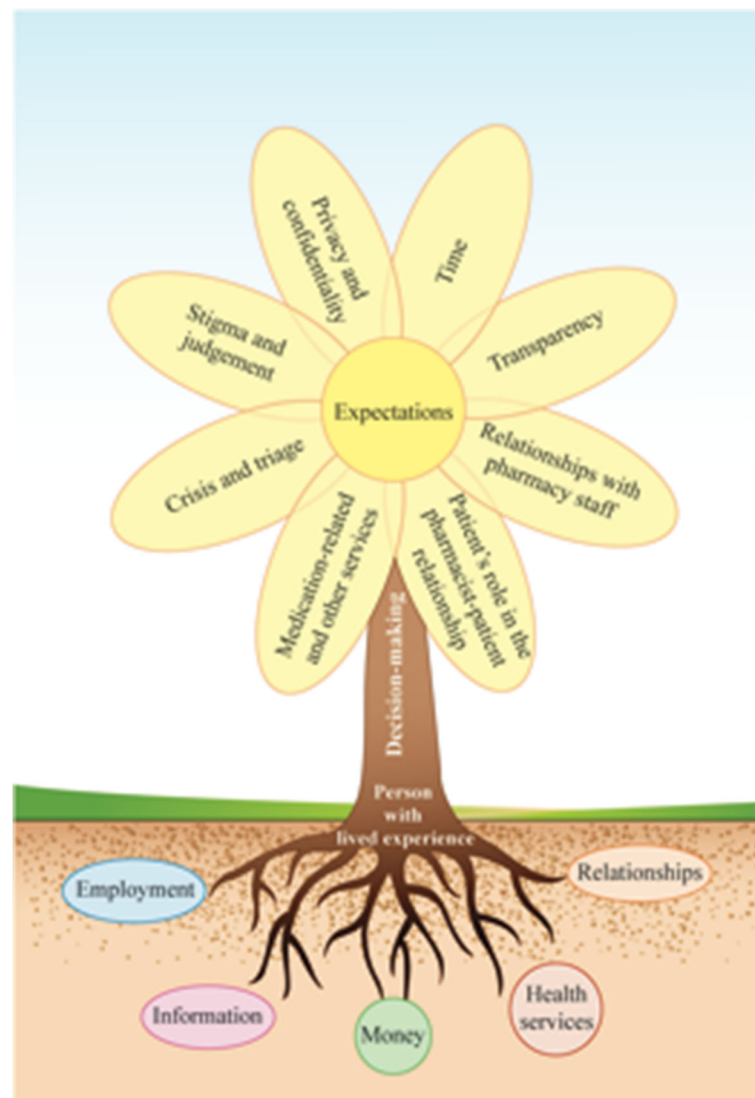 Privacy and
confidentiality
Time
Stigma and
judgement
Transparency
Expectations
Crisis and triage
Relationships with
pharmacy staff
Medication-related
and other services
Patient's role in the
pharmacist-patient
relationship
Decision-making
Person
with
lived experience
Employment
Relationships
Information
Money
Health
services